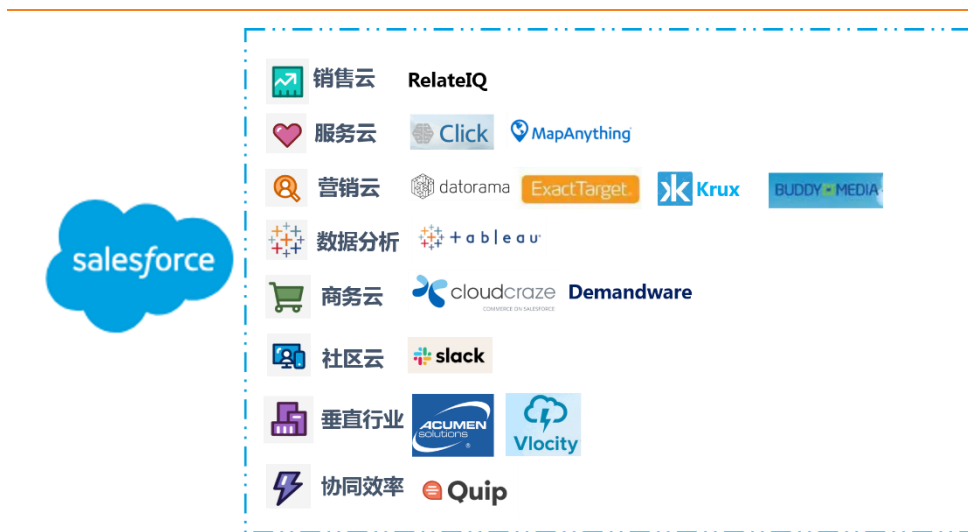 销售云 RelateIQ
服务云 Click MapAnything
营销云 datorama ExactTarget. Krux BUDDY MEDIA
salesforce
数据分析 +ableau
商务云 cloudcraze Demandware
COMMERCE ON SALESFORCE
社区云 slack
垂直行业 ACUMEN solutions ® Vlocity
协同效率 Quip